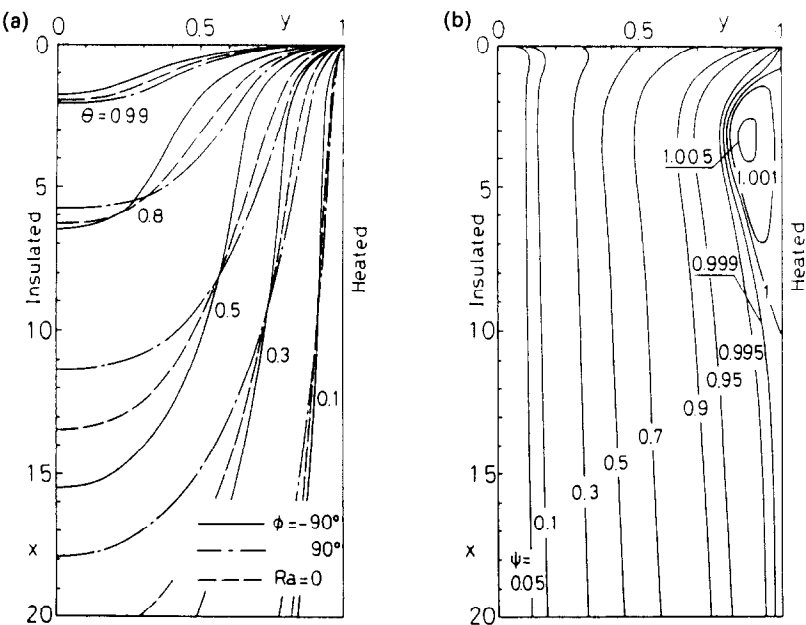 (a)
0 0.5 y 1
0
θ=0.99
5
0.8
Insulated
Heated
0.5
10
0.3
0.1
15
x
φ=-90°
90°
Ra=0
20
(b)
0 0.5 y 1
0
1.005
1.001
5
Insulated
Heated
0.999
1
10
0.995
0.95
0.9
0.7
0.5
15
0.3
0.1
x
ψ=
0.05
20